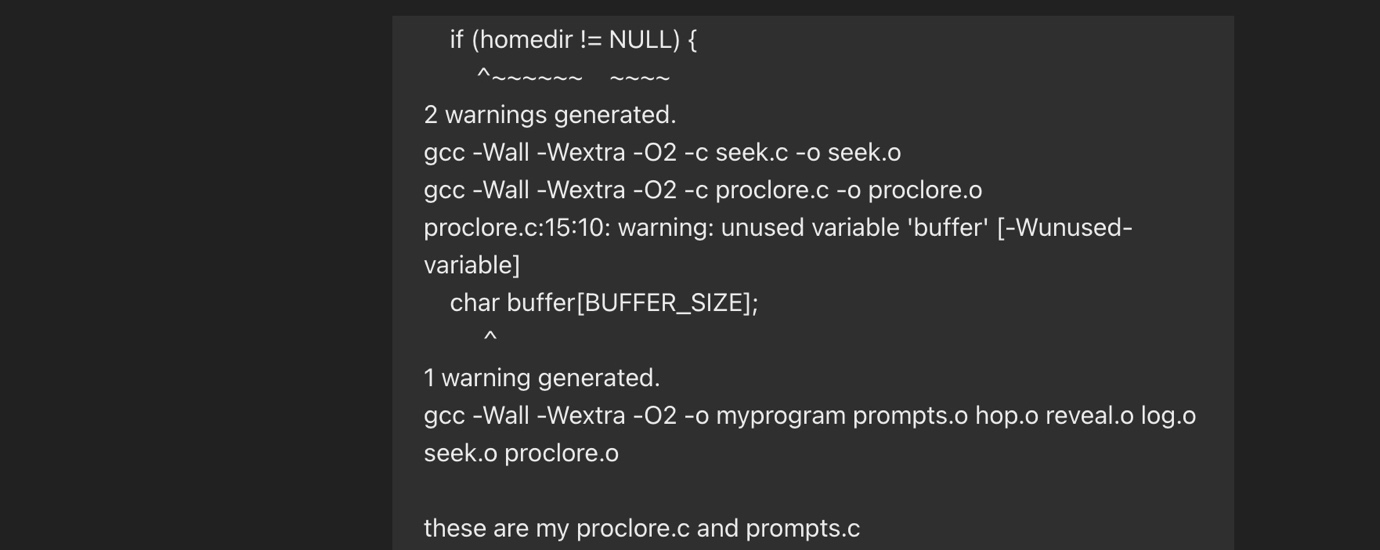 if (homedir != NULL) {
^~~~~~~ ~~~~
2 warnings generated.
gcc -Wall -Wextra -O2 -c seek.c -o seek.o
gcc -Wall -Wextra -O2 -c proclore.c -o proclore.o
proclore.c:15:10: warning: unused variable 'buffer' [-Wunused-
variable]
char buffer[BUFFER_SIZE];
^
1 warning generated.
gcc -Wall -Wextra -O2 -o myprogram prompts.o hop.o reveal.o log.o
seek.o proclore.o
these are my proclore.c and prompts.c